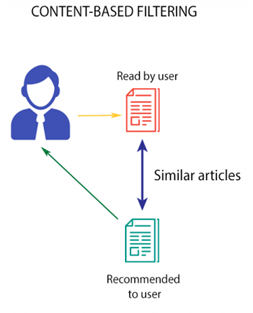 CONTENT-BASED FILTERING
Read by user
Similar articles
Recommended
to user